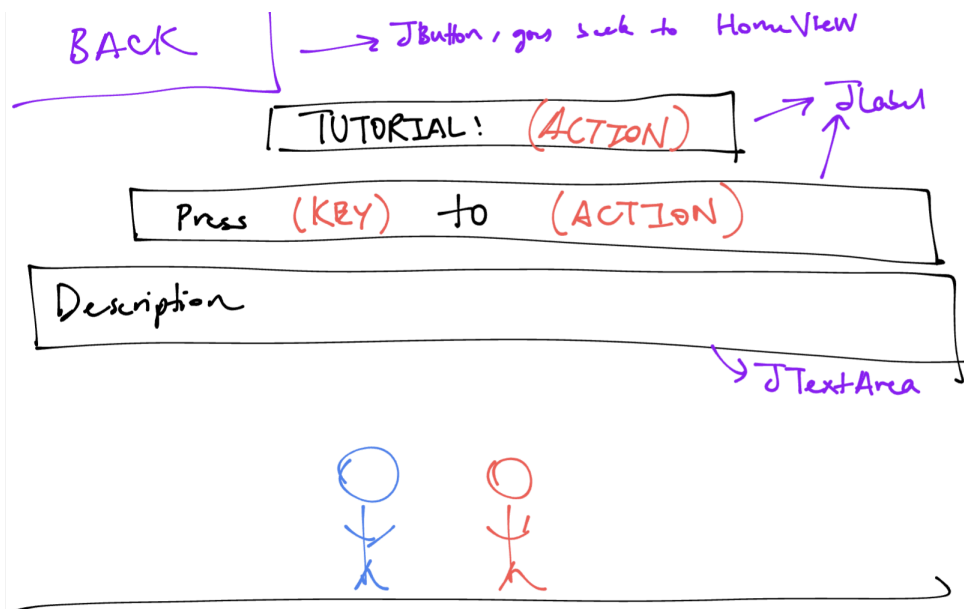 BACK
JButton, goes back to HomeView
TUTORIAL: (ACTION)
JLabel
Press (KEY) to (ACTION)
Description
JTextArea